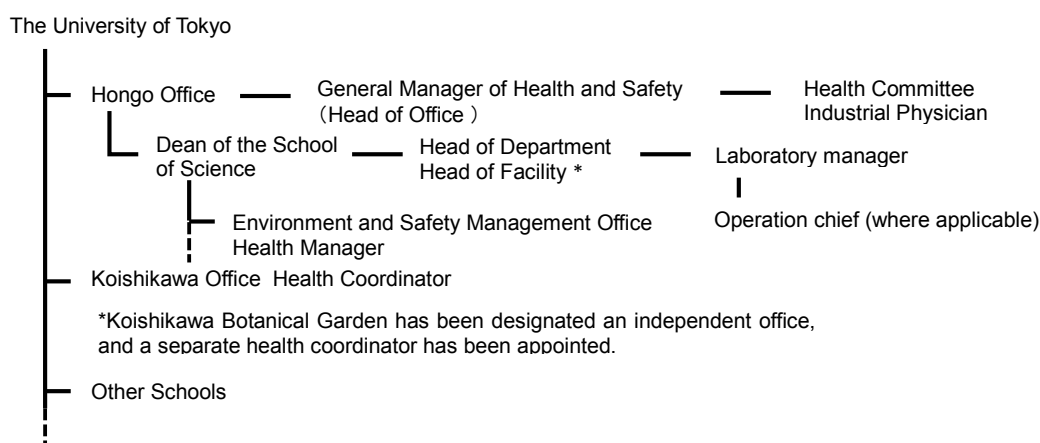 The University of Tokyo
Hongo Office
General Manager of Health and Safety
（Head of Office ）
Health Committee
Industrial Physician
Dean of the School
of Science
Head of Department
Head of Facility *
Laboratory manager
Operation chief (where applicable)
Environment and Safety Management Office
Health Manager
Koishikawa Office Health Coordinator
*Koishikawa Botanical Garden has been designated an independent office,
and a separate health coordinator has been appointed.
Other Schools